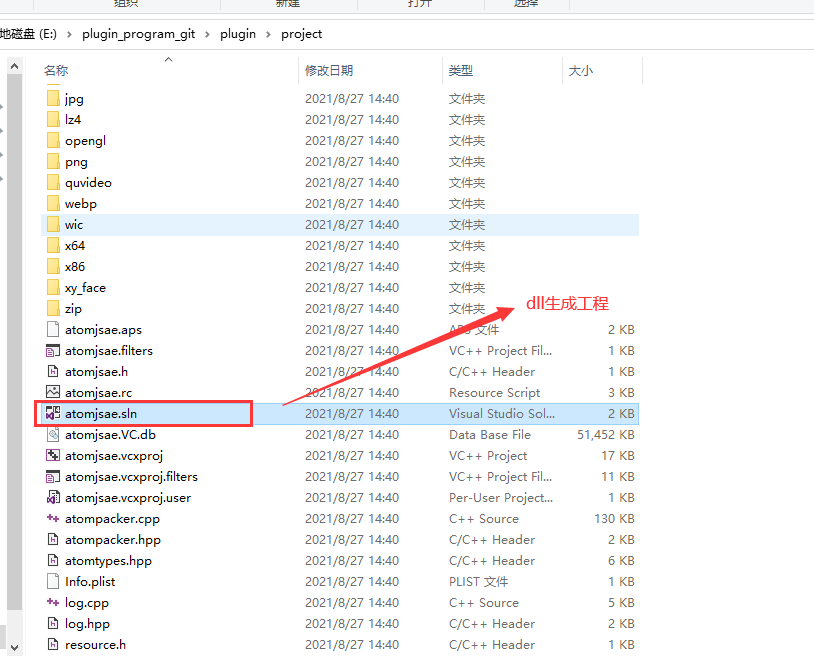 组织 新建 打开 选择
地磁盘 (E:) › plugin_program_git › plugin › project
名称 修改日期 类型 大小
jpg 2021/8/27 14:40 文件夹
lz4 2021/8/27 14:40 文件夹
opengl 2021/8/27 14:40 文件夹
png 2021/8/27 14:40 文件夹
quvideo 2021/8/27 14:40 文件夹
webp 2021/8/27 14:40 文件夹
wic 2021/8/27 14:40 文件夹
x64 2021/8/27 14:40 文件夹
x86 2021/8/27 14:40 文件夹
xy_face 2021/8/27 14:40 文件夹
zip 2021/8/27 14:40 文件夹
dll生成工程
atomjsae.aps 2021/8/27 14:40 APS 文件 2 KB
atomjsae.filters 2021/8/27 14:40 VC++ Project Fil... 1 KB
atomjsae.h 2021/8/27 14:40 C/C++ Header 1 KB
atomjsae.rc 2021/8/27 14:40 Resource Script 3 KB
atomjsae.sln 2021/8/27 14:40 Visual Studio Sol... 2 KB
atomjsae.VC.db 2021/8/27 14:40 Data Base File 51,452 KB
atomjsae.vcxproj 2021/8/27 14:40 VC++ Project 17 KB
atomjsae.vcxproj.filters 2021/8/27 14:40 VC++ Project Fil... 11 KB
atomjsae.vcxproj.user 2021/8/27 14:40 Per-User Project... 1 KB
atompacker.cpp 2021/8/27 14:40 C++ Source 130 KB
atompacker.hpp 2021/8/27 14:40 C/C++ Header 2 KB
atomtypes.hpp 2021/8/27 14:40 C/C++ Header 6 KB
Info.plist 2021/8/27 14:40 PLIST 文件 1 KB
log.cpp 2021/8/27 14:40 C++ Source 5 KB
log.hpp 2021/8/27 14:40 C/C++ Header 2 KB
resource.h 2021/8/27 14:40 C/C++ Header 1 KB